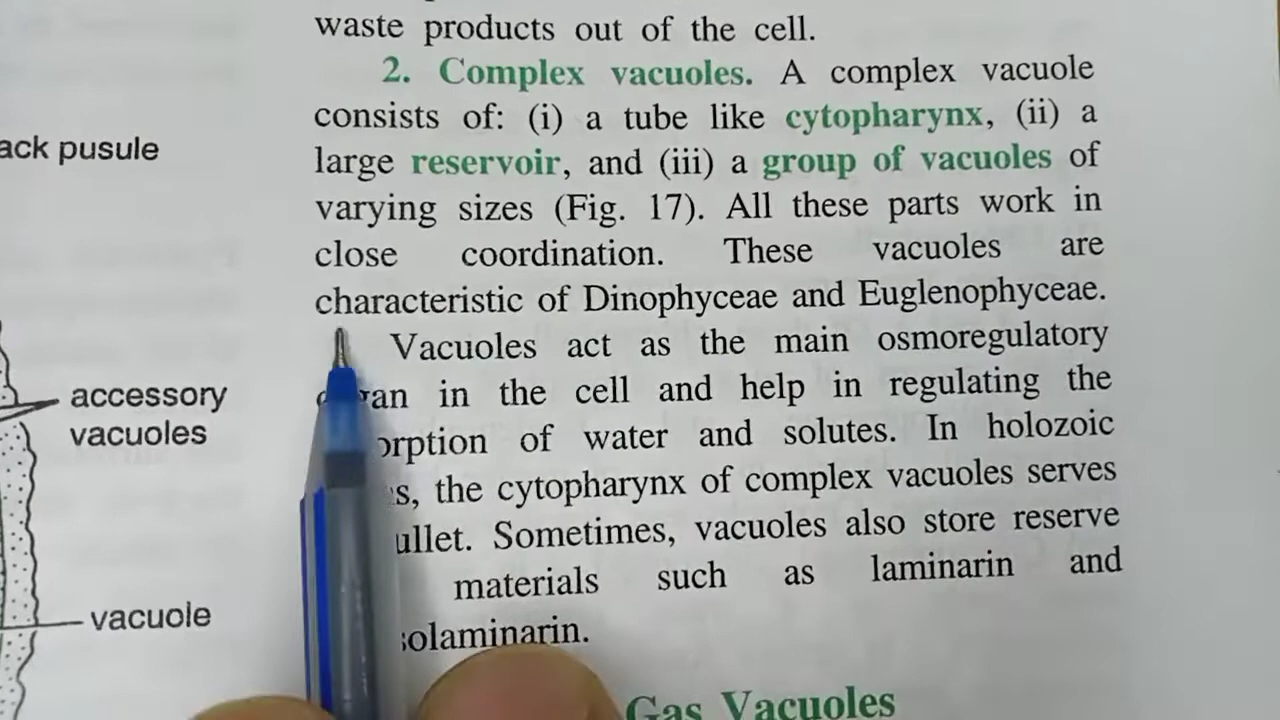 waste products out of the cell.
2. Complex vacuoles. A complex vacuole
consists of: (i) a tube like cytopharynx, (ii) a
large reservoir, and (iii) a group of vacuoles of
varying sizes (Fig. 17). All these parts work in
close coordination. These vacuoles are
characteristic of Dinophyceae and Euglenophyceae.
Vacuoles act as the main osmoregulatory
in the cell and help in regulating the
of water and solutes. In holozoic
the cytopharynx of complex vacuoles serves
Sometimes, vacuoles also store reserve
materials such as laminarin and
Gas Vacuoles
pusule
accessory
vacuoles
vacuole